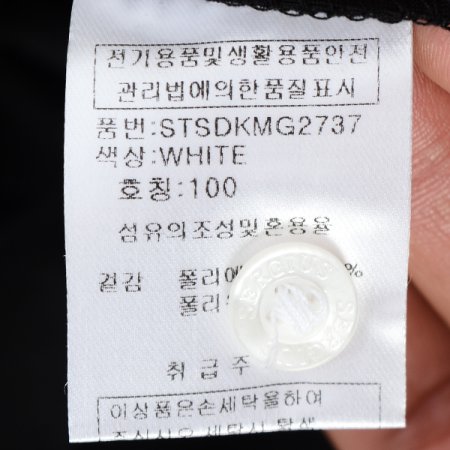 전기용품및생활용품안전
관리법에의한품질표시
품번:STSDKMG2737
색상:WHITE
호칭:100
섬유의조성및혼용율
겉감 %
SERGIUS
취급주
이상품은손세탁을하여